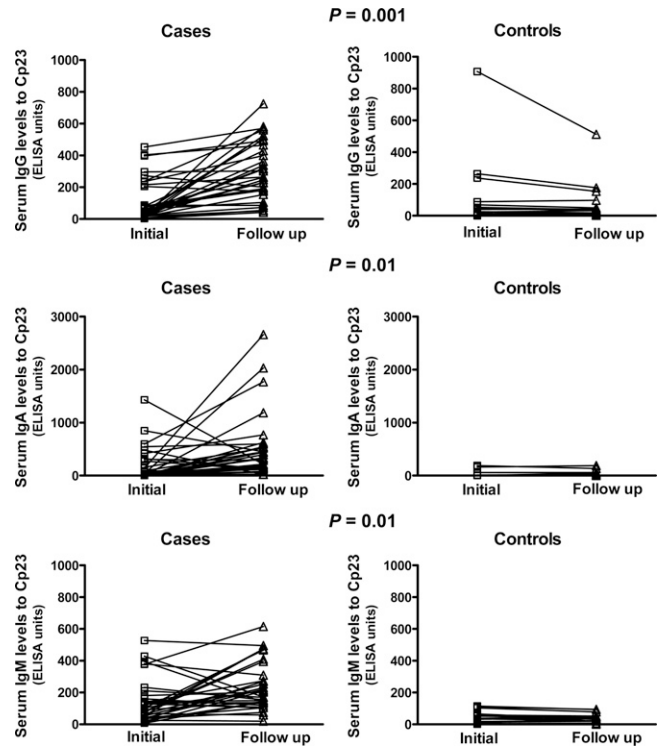 P = 0.001
Cases
Controls
Serum IgG levels to Cp23
(ELISA units)
1000
800
600
400
200
0
Initial
Follow up
Serum IgG levels to Cp23
(ELISA units)
1000
800
600
400
200
0
Initial
Follow up
P = 0.01
Cases
Controls
Serum IgA levels to Cp23
(ELISA units)
3000
2000
1000
0
Initial
Follow up
Serum IgA levels to Cp23
(ELISA units)
3000
2000
1000
0
Initial
Follow up
P = 0.01
Cases
Controls
Serum IgM levels to Cp23
(ELISA units)
1000
800
600
400
200
0
Initial
Follow up
Serum IgM levels to Cp23
(ELISA units)
1000
800
600
400
200
0
Initial
Follow up